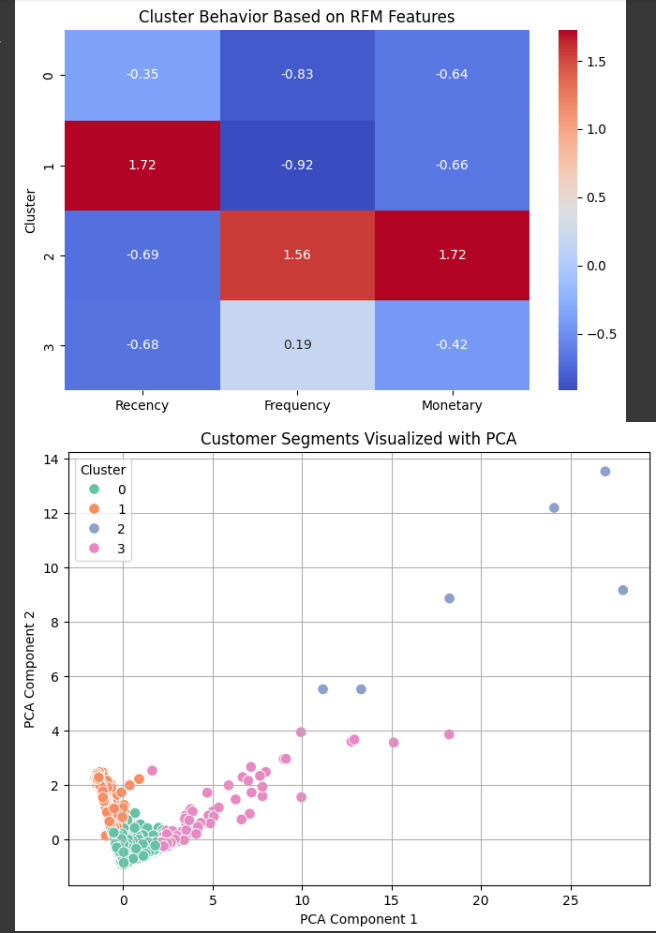 Cluster Behavior Based on RFM Features
0 -0.35 -0.83 -0.64
1 1.72 -0.92 -0.66
2 -0.69 1.56 1.72
3 -0.68 0.19 -0.42
Cluster
Recency Frequency Monetary
1.5
1.0
0.5
0.0
−0.5
Customer Segments Visualized with PCA
Cluster
0
1
2
3
14
12
10
8
6
4
2
0
PCA Component 2
0 5 10 15 20 25
PCA Component 1